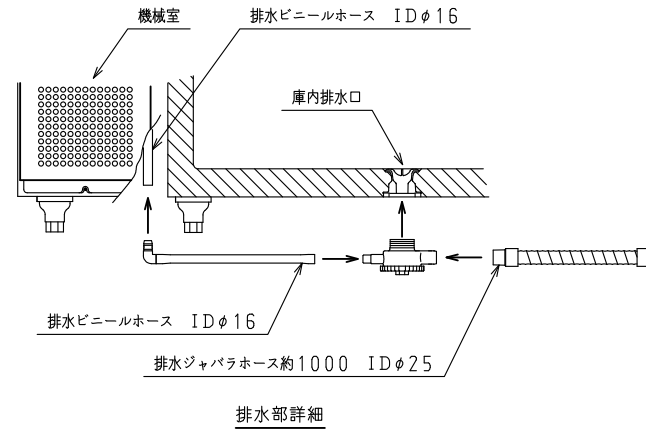 機械室
排水ビニールホース IDφ16
庫内排水口
排水ビニールホース IDφ16
排水ジャバラホース約1000 IDφ25
排水部詳細